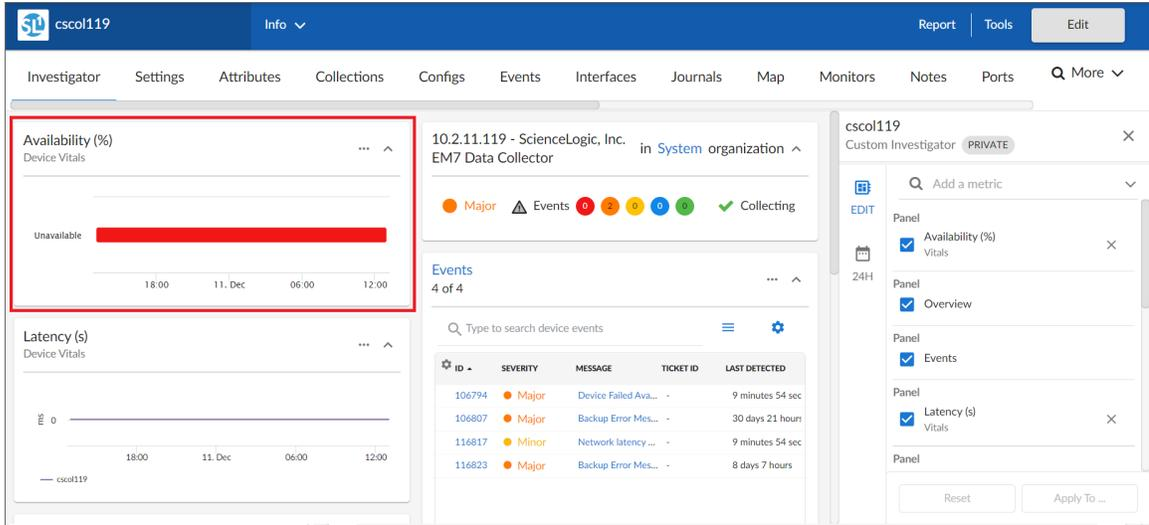 SL1
cscol119
Info
Report
Tools
Edit
Investigator
Settings
Attributes
Collections
Configs
Events
Interfaces
Journals
Map
Monitors
Notes
Ports
More
Availability (%)
Device Vitals
Unavailable
18:00
11. Dec
06:00
12:00
Latency (s)
Device Vitals
ms
0
18:00
11. Dec
06:00
12:00
cscol119
10.2.11.119 - ScienceLogic, Inc.
EM7 Data Collector
in System organization
Major
Events
0
2
0
0
0
Collecting
Events
4 of 4
Type to search device events
ID SEVERITY MESSAGE TICKET ID LAST DETECTED
106794 Major Device Failed Ava... - 9 minutes 54 sec
106807 Major Backup Error Mes... - 30 days 21 hours
116817 Minor Network latency ... - 9 minutes 54 sec
116823 Major Backup Error Mes... - 8 days 7 hours
cscol119
Custom Investigator PRIVATE
EDIT
24H
Add a metric
Panel
Availability (%)
Vitals
Panel
Overview
Panel
Events
Panel
Latency (s)
Vitals
Panel
Reset
Apply To ...